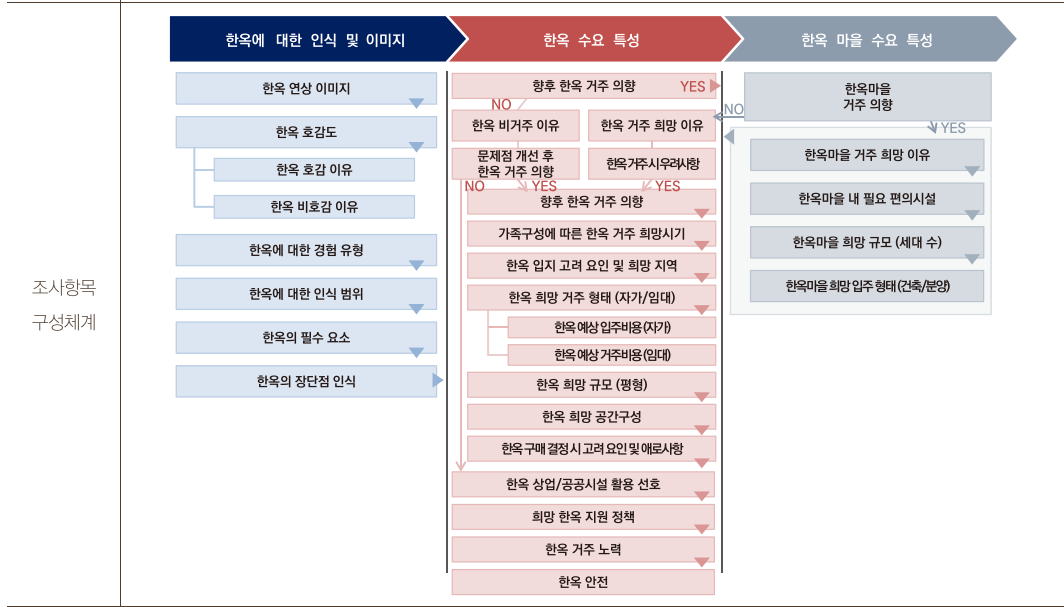 조사항목
구성체계
한옥에 대한 인식 및 이미지
한옥 연상 이미지
한옥 호감도
한옥 호감 이유
한옥 비호감 이유
한옥에 대한 경험 유형
한옥에 대한 인식 범위
한옥의 필수 요소
한옥의 장단점 인식
한옥 수요 특성
향후 한옥 거주 의향
YES
NO
한옥 비거주 이유
한옥 거주 희망 이유
문제점 개선 후
한옥 거주 의향
한옥 거주 시 우려사항
NO
YES
YES
향후 한옥 거주 의향
가족구성에 따른 한옥 거주 희망시기
한옥 입지 고려 요인 및 희망 지역
한옥 희망 거주 형태 (자가/임대)
한옥 예상 입주비용 (자가)
한옥 예상 거주비용 (임대)
한옥 희망 규모 (평형)
한옥 희망 공간구성
한옥 구매 결정 시 고려 요인 및 애로사항
한옥 상업/공공시설 활용 선호
희망 한옥 지원 정책
한옥 거주 노력
한옥 안전
한옥 마을 수요 특성
한옥마을
거주 의향
NO
YES
한옥마을 거주 희망 이유
한옥마을 내 필요 편의시설
한옥마을 희망 규모 (세대 수)
한옥마을 희망 입주 형태 (건축/분양)